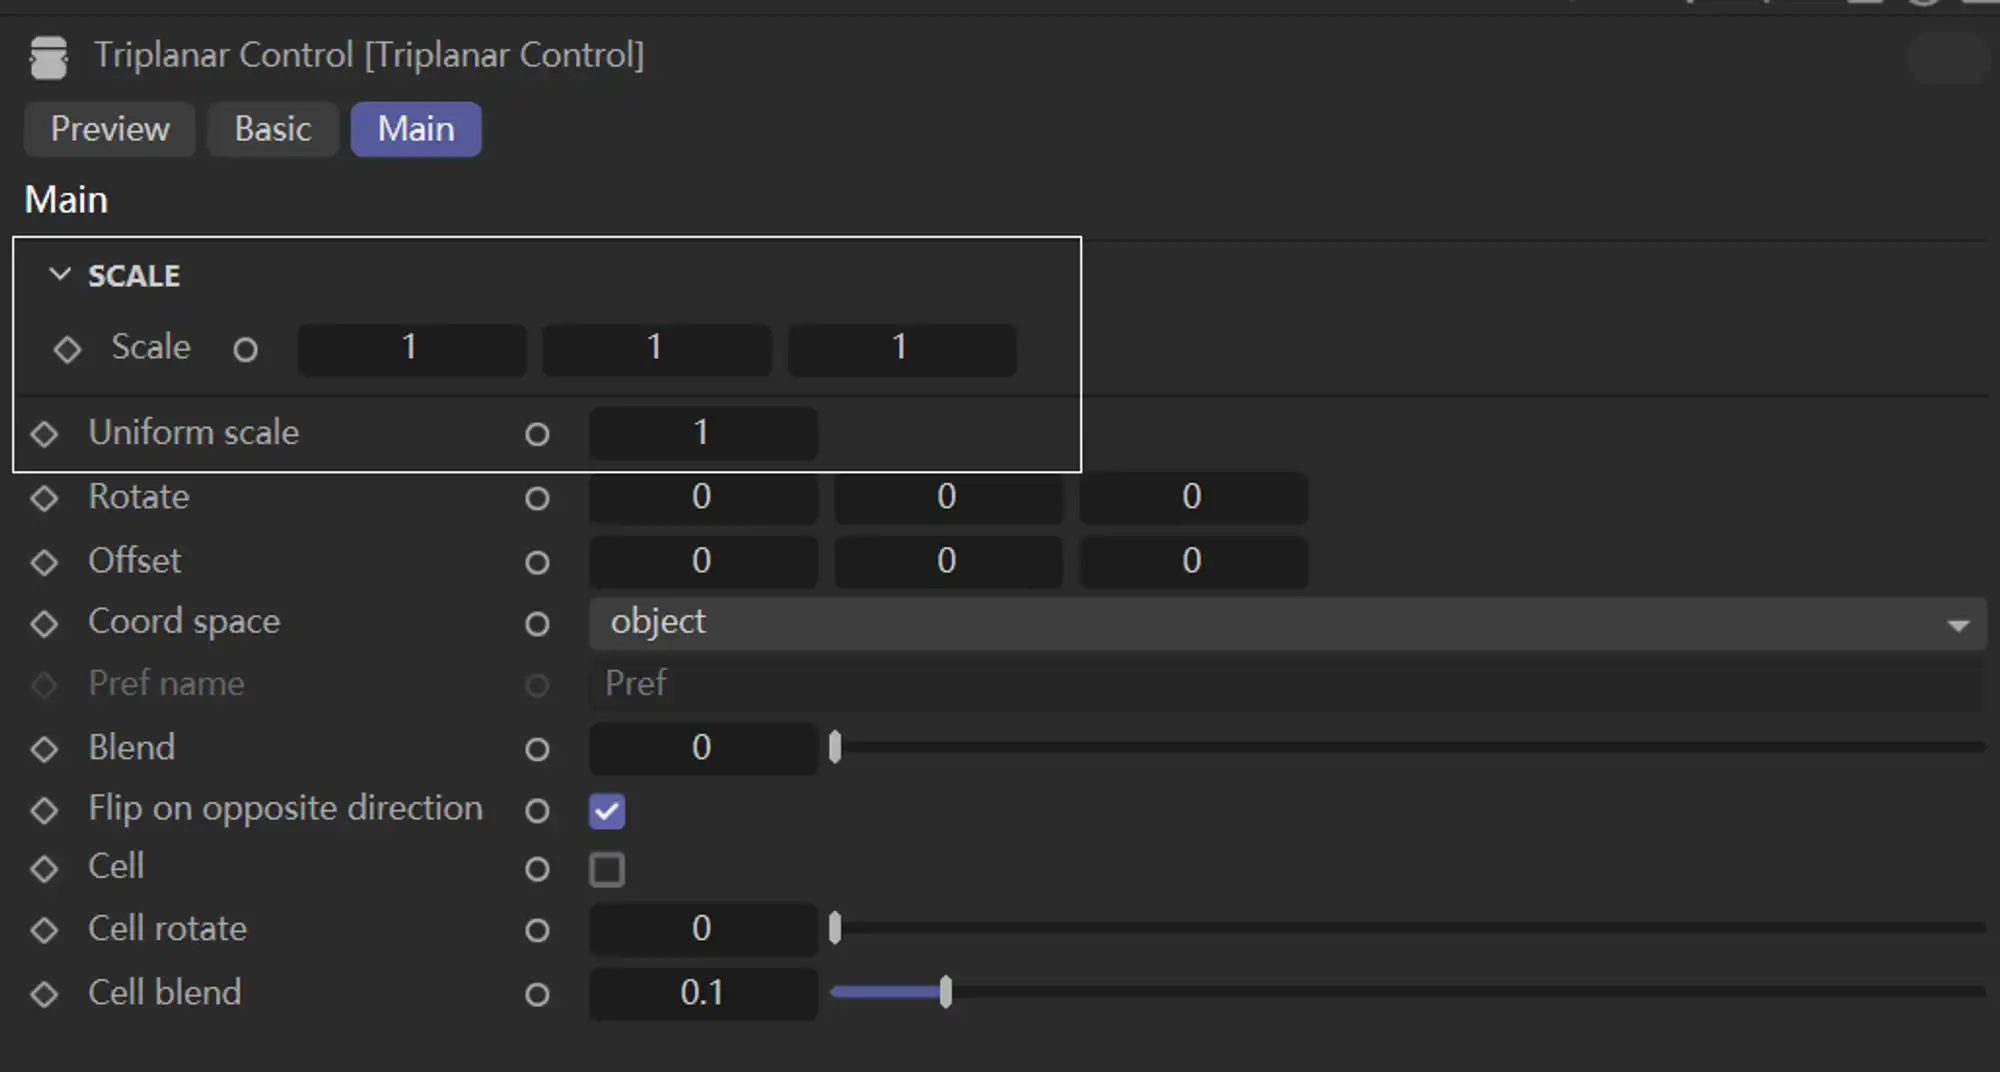 Triplanar Control [Triplanar Control]
Preview Basic Main
Main
SCALE
Scale 1 1 1
Uniform scale 1
Rotate 0 0 0
Offset 0 0 0
Coord space object
Pref name Pref
Blend 0
Flip on opposite direction
Cell
Cell rotate 0
Cell blend 0.1